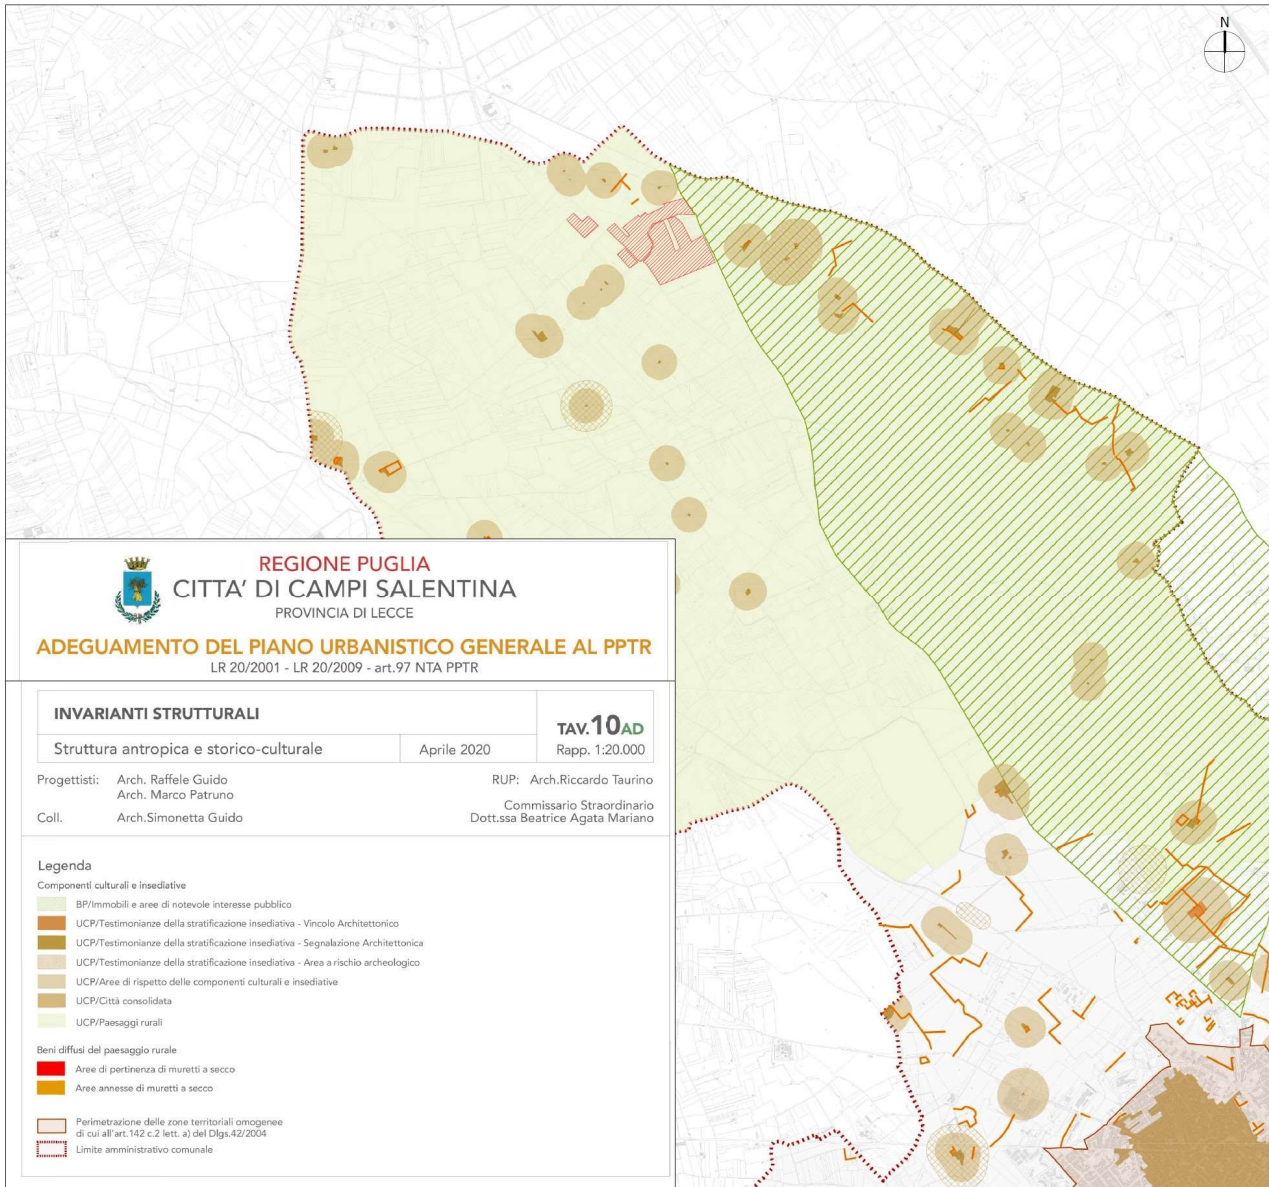 N
REGIONE PUGLIA
CITTA' DI CAMPI SALENTINA
PROVINCIA DI LECCE
ADEGUAMENTO DEL PIANO URBANISTICO GENERALE AL PPTR
LR 20/2001 - LR 20/2009 - art.97 NTA PPTR
INVARIANTI STRUTTURALI
TAV.10AD
Struttura antropica e storico-culturale
Aprile 2020
Rapp. 1:20.000
Progettisti: Arch. Raffele Guido
RUP: Arch.Riccardo Taurino
Arch. Marco Patruno
Commissario Straordinario
Coll. Arch.Simonetta Guido
Dott.ssa Beatrice Agata Mariano
Legenda
Componenti culturali e insediative
BP/Immobili e aree di notevole interesse pubblico
UCP/Testimonianze della stratificazione insediativa - Vincolo Architettonico
UCP/Testimonianze della stratificazione insediativa - Segnalazione Architettonica
UCP/Testimonianze della stratificazione insediativa - Area a rischio archeologico
UCP/Aree di rispetto delle componenti culturali e insediative
UCP/Città consolidata
UCP/Paesaggi rurali
Beni diffusi del paesaggio rurale
Aree di pertinenza di muretti a secco
Aree annesse di muretti a secco
Perimetrazione delle zone territoriali omogenee
di cui all'art.142 c.2 lett. a) del Dlgs.42/2004
Limite amministrativo comunale